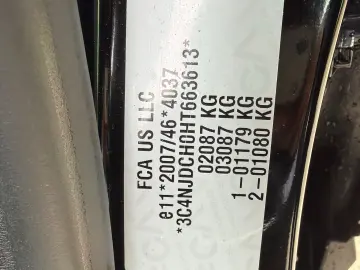 FCA US LLC
e11*2007/46*4037
*3C4NJDCH0HT663613*
02087 KG
03087 KG
1-01179 KG
2-01080 KG